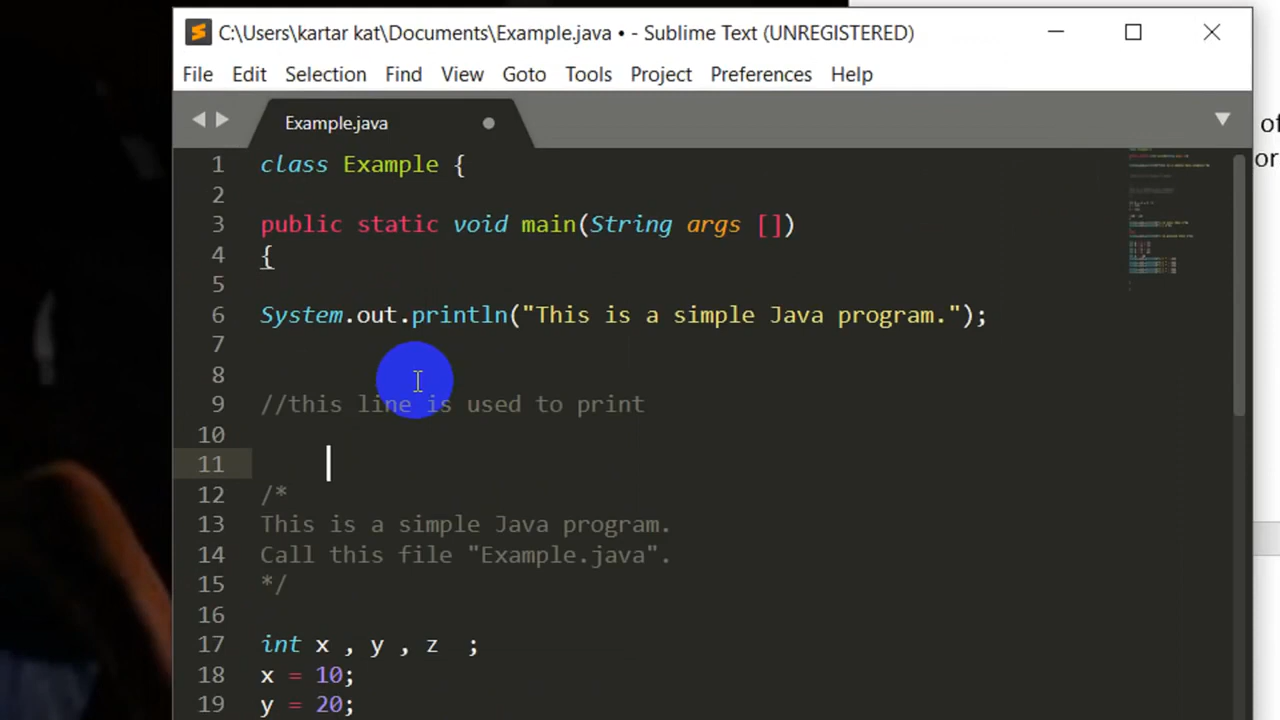 C:\Users\kartar kat\Documents\Example.java • - Sublime Text (UNREGISTERED)
File Edit Selection Find View Goto Tools Project Preferences Help
Example.java
of
or
1 class Example {
2
3 public static void main(String args [])
4 {
5
6 System.out.println("This is a simple Java program.");
7
8
9 //this line is used to print
10
11
12 /*
13 This is a simple Java program.
14 Call this file "Example.java".
15 */
16
17 int x , y , z  ;
18 x = 10;
19 y = 20;